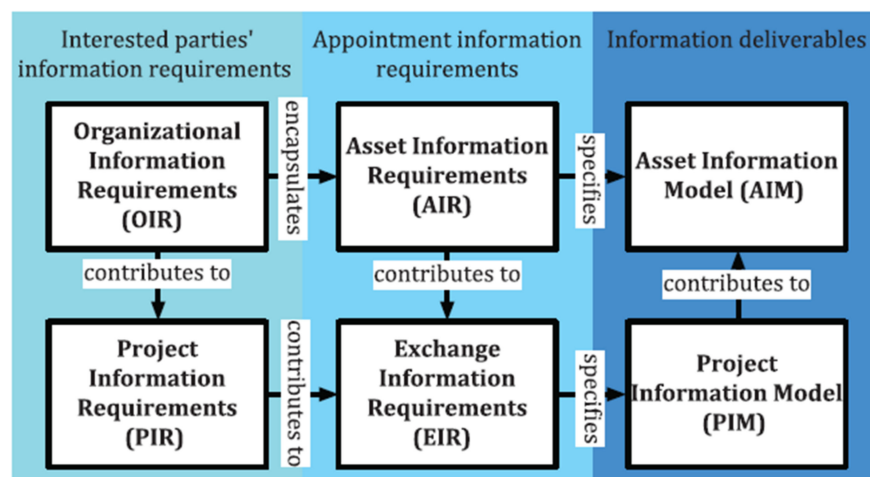 Interested parties'
information requirements
Appointment information
requirements
Information deliverables
Organizational
Information
Requirements
(OIR)
encapsulates
Asset Information
Requirements
(AIR)
specifies
Asset Information
Model (AIM)
contributes to
contributes to
contributes to
Project
Information
Requirements
(PIR)
contributes to
Exchange
Information
Requirements
(EIR)
specifies
Project
Information Model
(PIM)